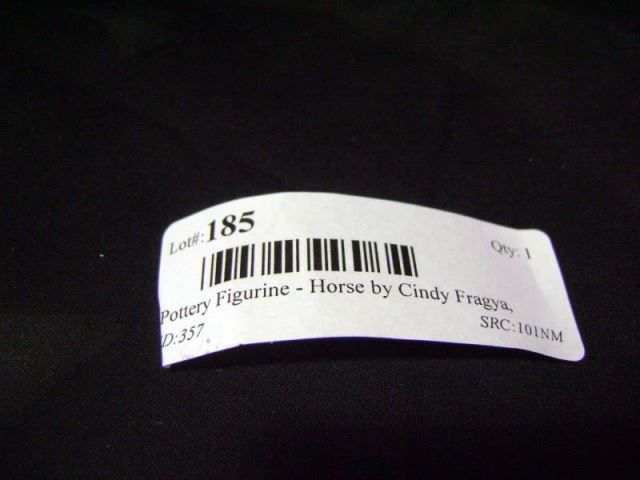 Lot#:185
Qty: 1
Pottery Figurine - Horse by Cindy Fragya,
D:357
SRC:101NM